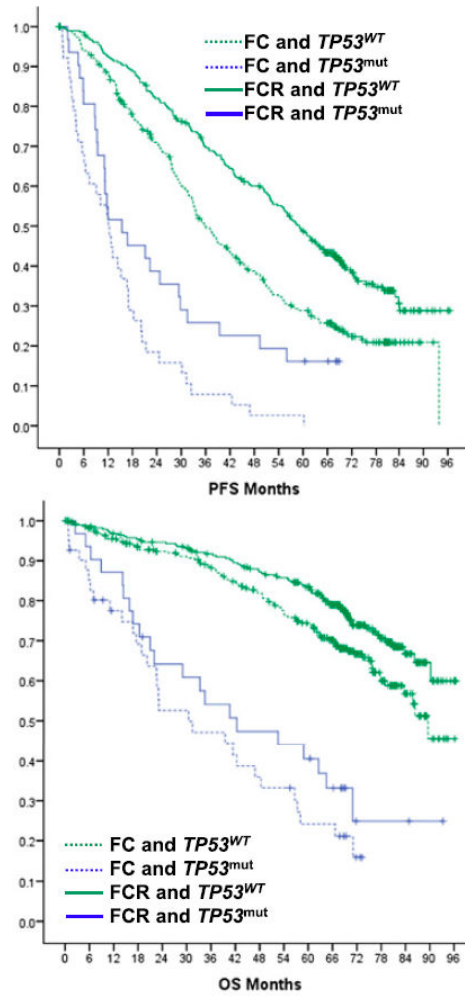 FC and TP53WT
FC and TP53mut
FCR and TP53WT
FCR and TP53mut
1.0
0.9
0.8
0.7
0.6
0.5
0.4
0.3
0.2
0.1
0.0
0 6 12 18 24 30 36 42 48 51 60 66 72 78 84 90 96
PFS Months
1.0
0.9
0.8
0.7
0.6
0.5
0.4
0.3
0.2
0.1
0.0
FC and TP53WT
FC and TP53mut
FCR and TP53WT
FCR and TP53mut
0 6 12 18 24 30 36 42 48 54 60 66 72 78 84 90 96
OS Months